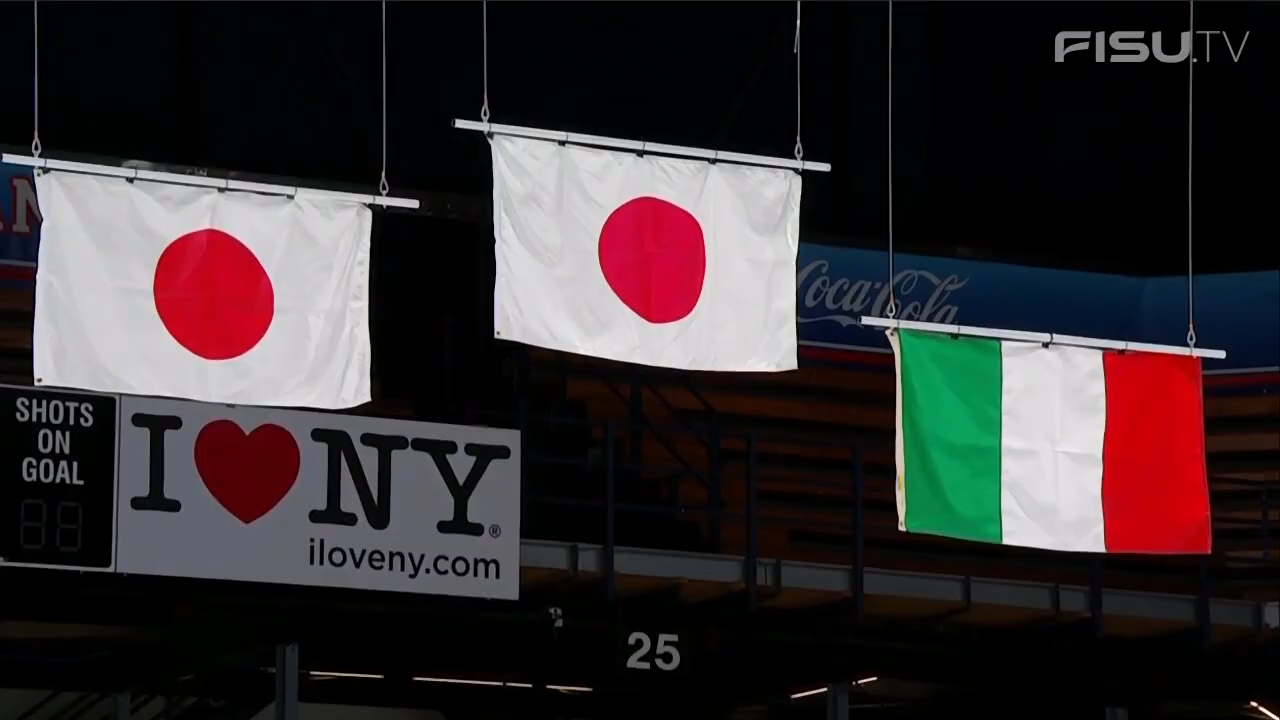 FISU.TV
Coca-Cola
SHOTS
ON
GOAL
I ❤ NY®
iloveny.com
25